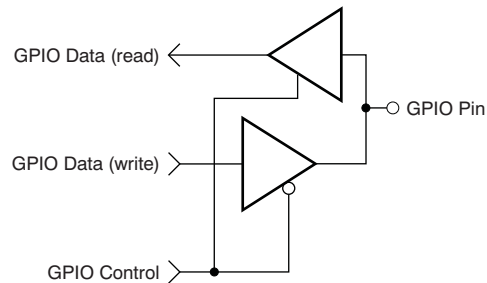 GPIO Data (read)
GPIO Pin
GPIO Data (write)
GPIO Control